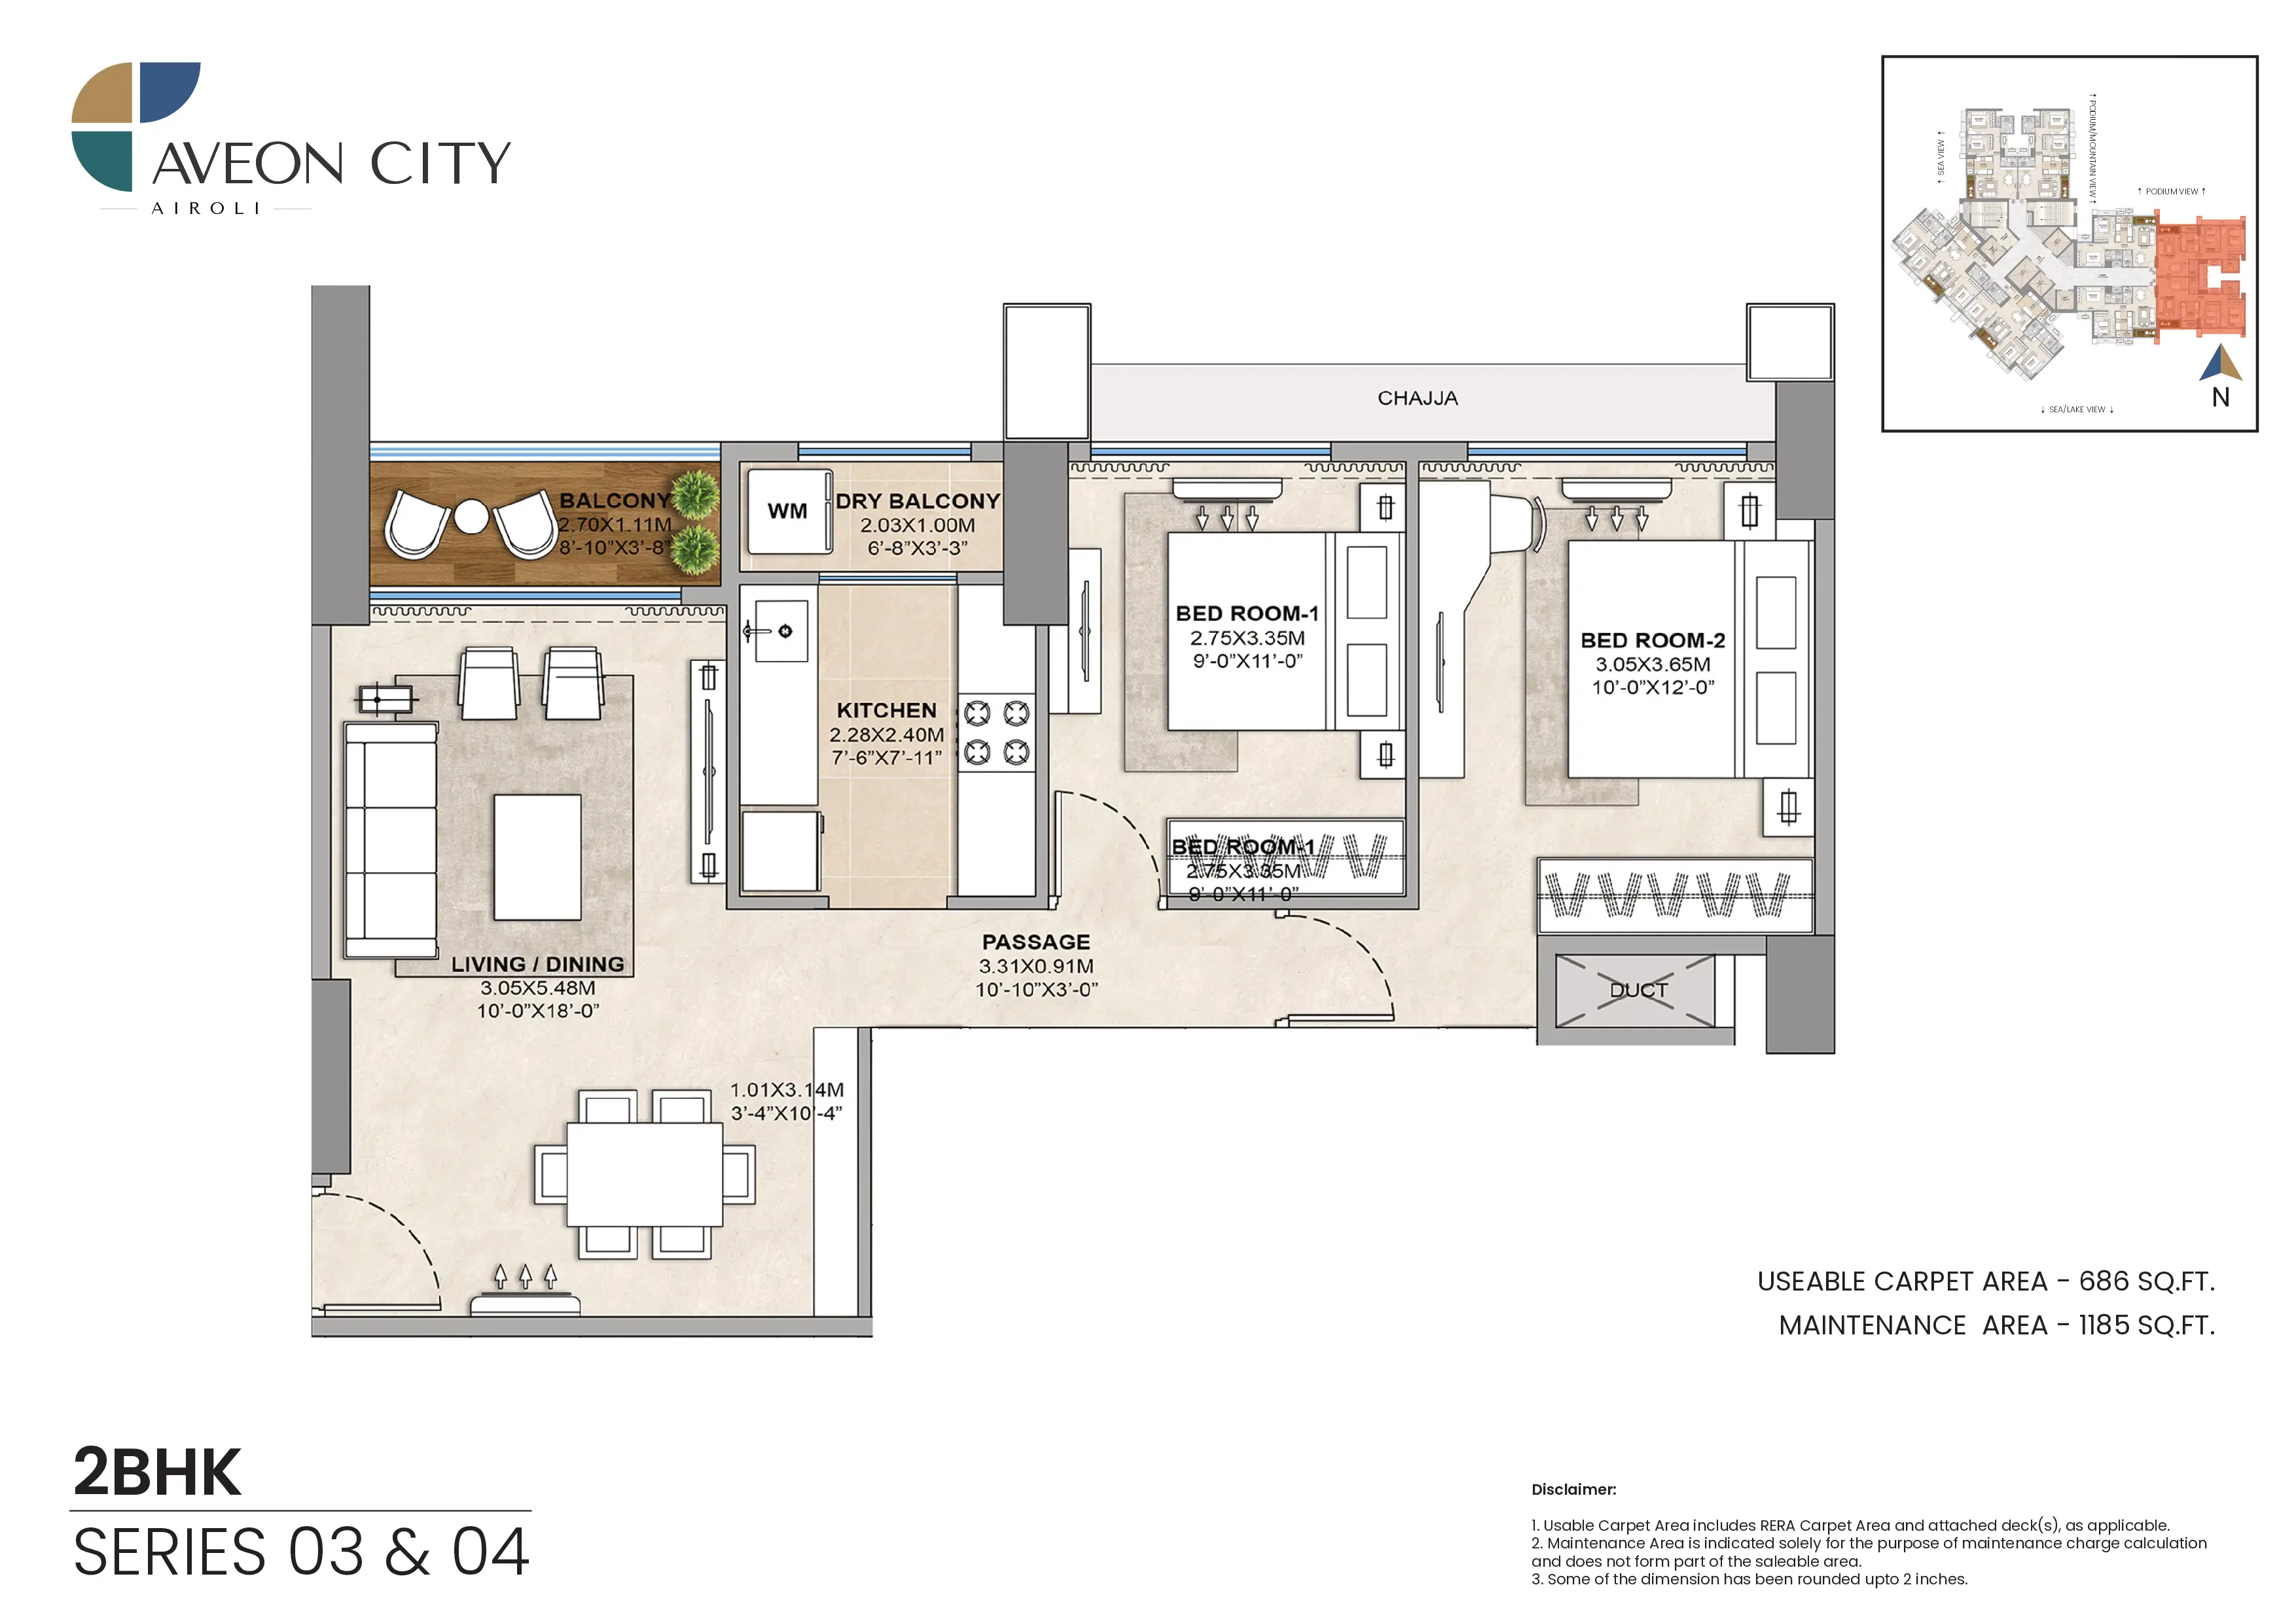 AVEON CITY
AIROLI
↑ SEA VIEW ↑
↑ PODIUM/MOUNTAIN VIEW ↑
↑ PODIUM VIEW ↑
↓ SEA/LAKE VIEW ↓
N
CHAJJA
BALCONY
2.70X1.11M
8'-10"X3'-8"
WM
DRY BALCONY
2.03X1.00M
6'-8"X3'-3"
BED ROOM-1
2.75X3.35M
9'-0"X11'-0"
BED ROOM-2
3.05X3.65M
10'-0"X12'-0"
KITCHEN
2.28X2.40M
7'-6"X7'-11"
BED ROOM-1
2.75X3.35M
9'-0"X11'-0"
PASSAGE
3.31X0.91M
10'-10"X3'-0"
LIVING / DINING
3.05X5.48M
10'-0"X18'-0"
DUCT
1.01X3.14M
3'-4"X10'-4"
USEABLE CARPET AREA - 686 SQ.FT.
MAINTENANCE AREA - 1185 SQ.FT.
2BHK
SERIES 03 & 04
Disclaimer:
1. Usable Carpet Area includes RERA Carpet Area and attached deck(s), as applicable.
2. Maintenance Area is indicated solely for the purpose of maintenance charge calculation
and does not form part of the saleable area.
3. Some of the dimension has been rounded upto 2 inches.